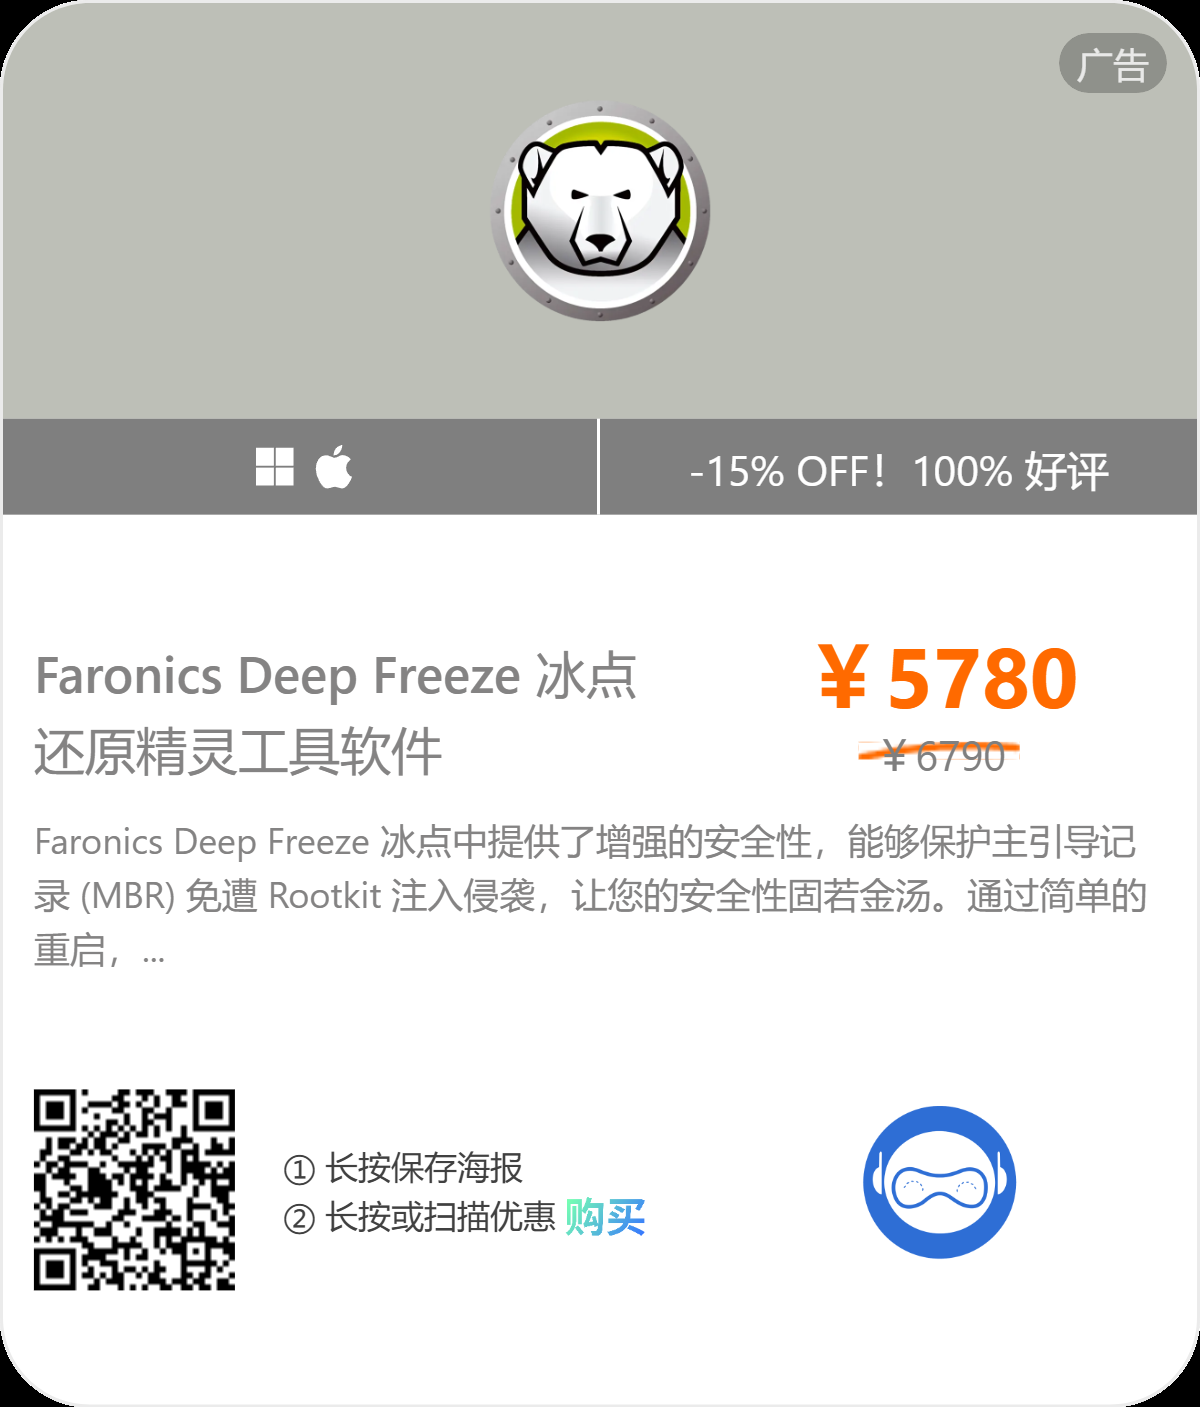 广告
-15% OFF！100% 好评
Faronics Deep Freeze 冰点
还原精灵工具软件
¥5780
¥6790
Faronics Deep Freeze 冰点中提供了增强的安全性，能够保护主引导记
录 (MBR) 免遭 Rootkit 注入侵袭，让您的安全性固若金汤。通过简单的
重启，...
① 长按保存海报
② 长按或扫描优惠 购买